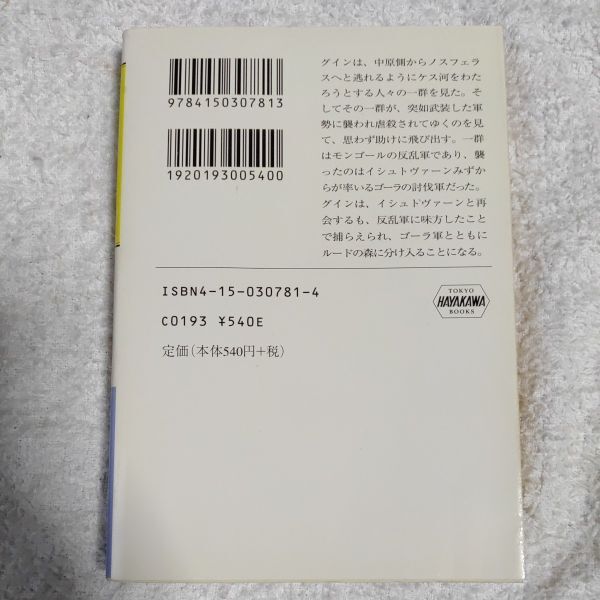 9784150307813
1920193005400
グインは、中原側からノスフェラ
スへと逃れるようにケス河をわた
ろうとする人々の一群を見た。そ
してその一群が、突如武装した軍
勢に襲われ虐殺されてゆくのを見
て、思わず助けに飛び出す。一群
はモンゴールの反乱軍であり、襲
ったのはイシュトヴァーンみずか
らが率いるゴーラの討伐軍だった。
グインは、イシュトヴァーンと再
会するも、反乱軍に味方したこと
で捕らえられ、ゴーラ軍とともに
ルードの森に分け入ることになる。
ISBN4-15-030781-4
C0193 ¥540E
定価(本体540円+税)
TOKYO
HAYAKAWA
BOOKS